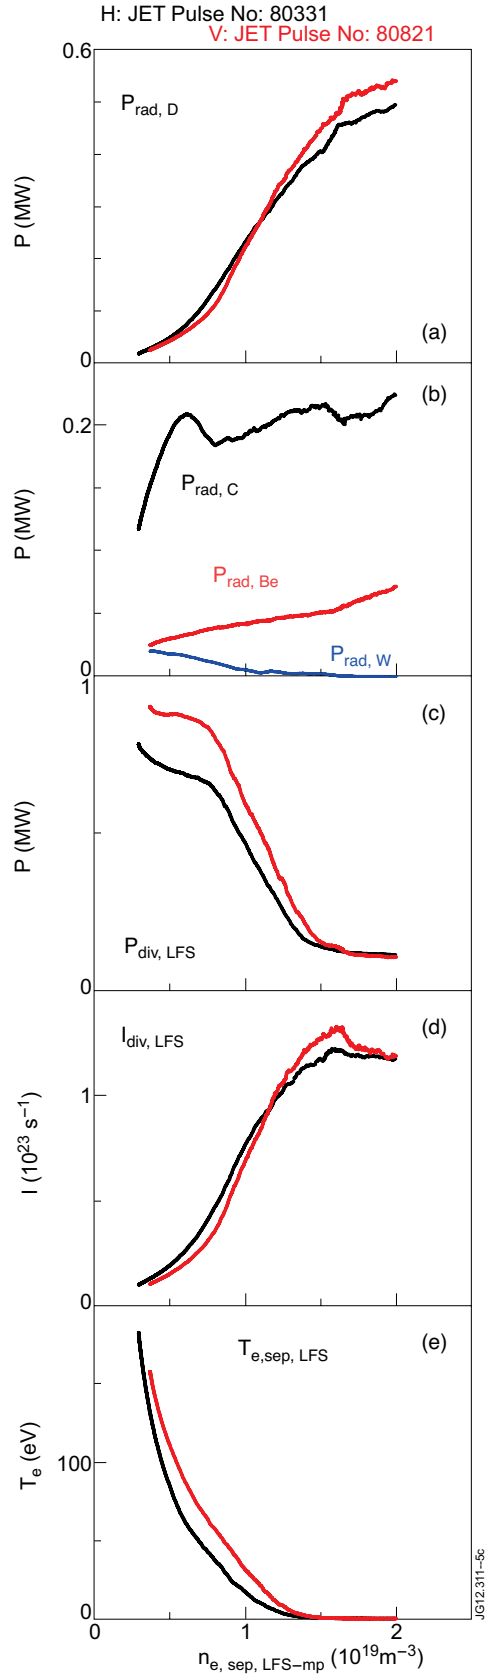 H: JET Pulse No: 80331
V: JET Pulse No: 80821
0.6
P_rad, D
P (MW)
(a)
0
(b)
0.2
P_rad, C
P (MW)
P_rad, Be
P_rad, W
0
1
(c)
P (MW)
P_div, LFS
0
I_div, LFS
(d)
1
I (10^23 s^−1)
0
T_e,sep, LFS
(e)
T_e (eV)
100
0
0
1
2
n_e, sep, LFS−mp (10^19m^−3)
JG12.311–5c